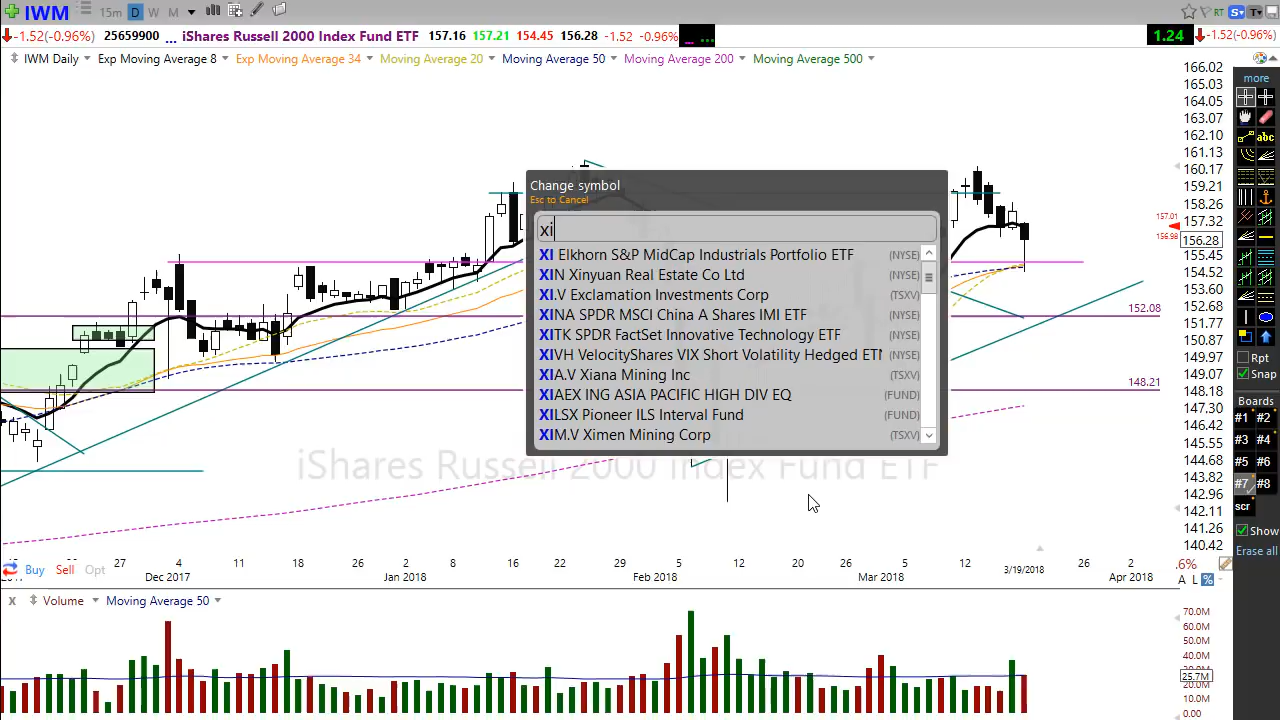 IWM 15m D W M
RT S T
-1.52(-0.96%) 25659900 ... iShares Russell 2000 Index Fund ETF 157.16 157.21 154.45 156.28 -1.52 -0.96% 1.24 -1.52(-0.96%)
IWM Daily Exp Moving Average 8 Exp Moving Average 34 Moving Average 20 Moving Average 50 Moving Average 200 Moving Average 500
Change symbol
Esc to Cancel
xi
XI Elkhorn S&P MidCap Industrials Portfolio ETF (NYSE)
XIN Xinyuan Real Estate Co Ltd (NYSE)
XI.V Exclamation Investments Corp (TSXV)
XINA SPDR MSCI China A Shares IMI ETF (NYSE)
XITK SPDR FactSet Innovative Technology ETF (NYSE)
XIVH VelocityShares VIX Short Volatility Hedged ETN (NYSE)
XIA.V Xiana Mining Inc (TSXV)
XIAEX ING ASIA PACIFIC HIGH DIV EQ (FUND)
XILSX Pioneer ILS Interval Fund (FUND)
XIM.V Ximen Mining Corp (TSXV)
iShares Russell 2000 Index Fund ETF
152.08
148.21
157.01
156.98
166.02
165.03
164.05
163.07
162.10
161.13
160.17
159.21
158.26
157.32
156.28
155.45
154.52
153.60
152.68
151.77
150.87
149.97
149.07
148.18
147.30
146.42
145.55
144.68
143.82
142.96
142.11
141.26
140.42
more
abc
Rpt
Snap
Boards
#1 #2
#3 #4
#5 #6
#7 #8
scr
Show
Erase all
Buy Sell Opt
27 4 11 18 26 2 8 16 22 29 5 12 20 26 5 12 3/19/2018 26 2
Dec 2017 Jan 2018 Feb 2018 Mar 2018 April 2018
.6%
A L %
x Volume Moving Average 50
70.0M
60.0M
50.0M
40.0M
25.7M
20.0M
10.0M
0.00